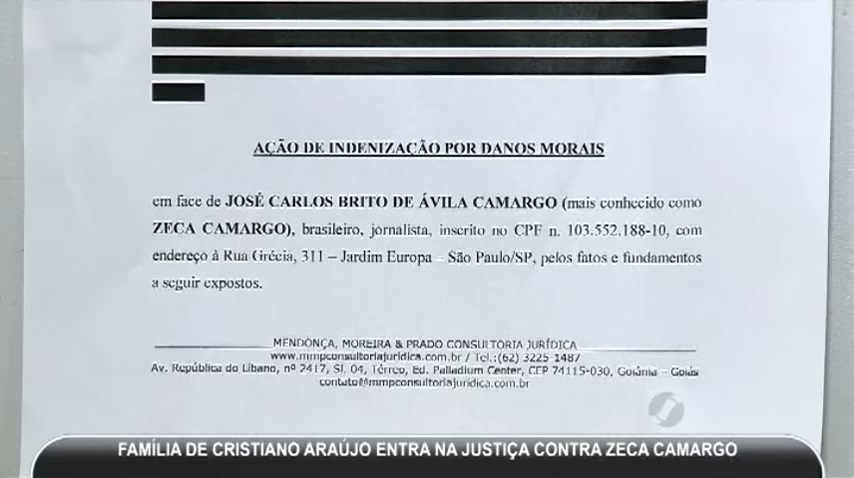 AÇÃO DE INDENIZAÇÃO POR DANOS MORAIS
em face de JOSÉ CARLOS BRITO DE ÁVILA CAMARGO (mais conhecido como
ZECA CAMARGO), brasileiro, jornalista, inscrito no CPF n. 103.552.188-10, com
endereço à Rua Grécia, 311 – Jardim Europa – São Paulo/SP, pelos fatos e fundamentos
a seguir expostos.
MENDONÇA, MOREIRA & PRADO CONSULTORIA JURÍDICA
www.mmpconsultoriajuridica.com.br / Tel.:(62) 3225-1487
Av. República do Líbano, nº 2417, Sl. 04, Térreo, Ed. Palladium Center, CEP 74115-030, Goiânia – Goiás
contato@mmpconsultoriajuridica.com.br
FAMÍLIA DE CRISTIANO ARAÚJO ENTRA NA JUSTIÇA CONTRA ZECA CAMARGO